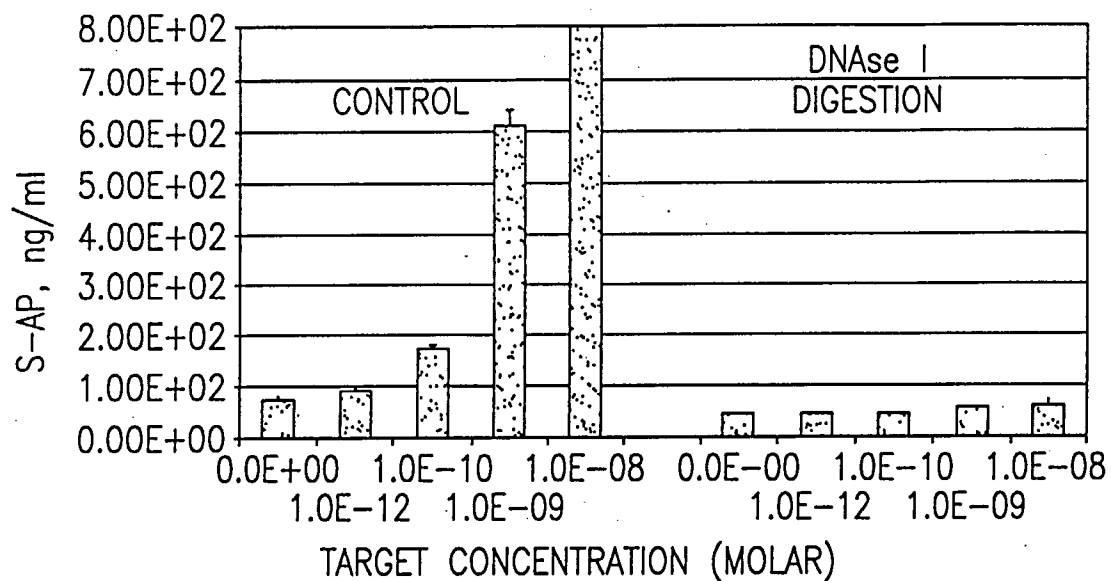 8.00E+02
7.00E+02
6.00E+02
5.00E+02
4.00E+02
3.00E+02
2.00E+02
1.00E+02
0.00E+00
S-AP, ng/ml
CONTROL
DNAse I
DIGESTION
0.0E+00 1.0E-10 1.0E-08 0.0E-00 1.0E-10 1.0E-08
1.0E-12 1.0E-09 1.0E-12 1.0E-09
TARGET CONCENTRATION (MOLAR)